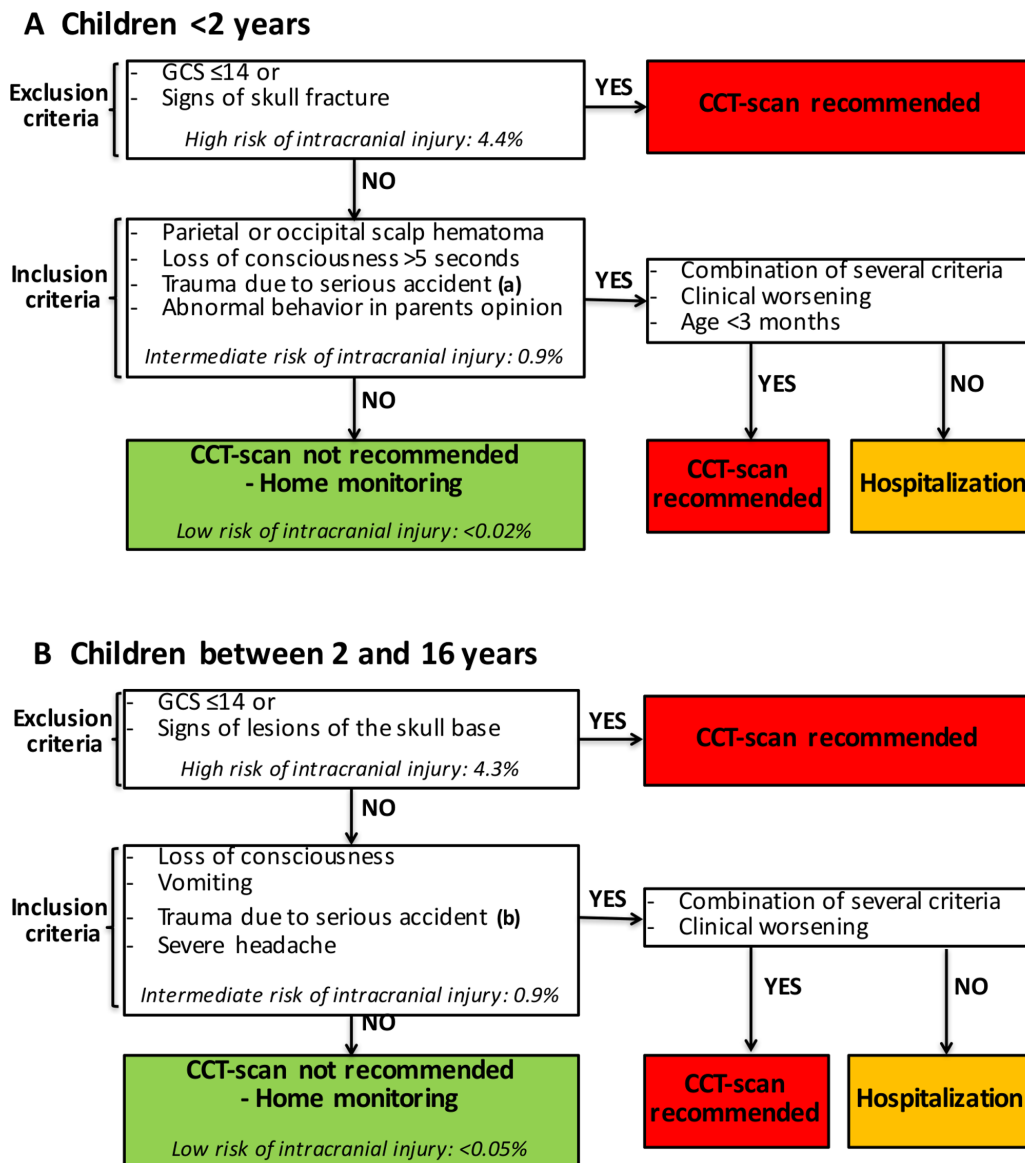 A Children <2 years
Exclusion
criteria
- GCS ≤14 or
- Signs of skull fracture
High risk of intracranial injury: 4.4%
YES
CCT-scan recommended
NO
Inclusion
criteria
- Parietal or occipital scalp hematoma
- Loss of consciousness >5 seconds
- Trauma due to serious accident (a)
- Abnormal behavior in parents opinion
Intermediate risk of intracranial injury: 0.9%
YES
- Combination of several criteria
- Clinical worsening
- Age <3 months
NO
YES
NO
CCT-scan not recommended
- Home monitoring
Low risk of intracranial injury: <0.02%
CCT-scan
recommended
Hospitalization
B Children between 2 and 16 years
Exclusion
criteria
- GCS ≤14 or
- Signs of lesions of the skull base
High risk of intracranial injury: 4.3%
YES
CCT-scan recommended
NO
Inclusion
criteria
- Loss of consciousness
- Vomiting
- Trauma due to serious accident (b)
- Severe headache
Intermediate risk of intracranial injury: 0.9%
YES
- Combination of several criteria
- Clinical worsening
NO
YES
NO
CCT-scan not recommended
- Home monitoring
Low risk of intracranial injury: <0.05%
CCT-scan
recommended
Hospitalization